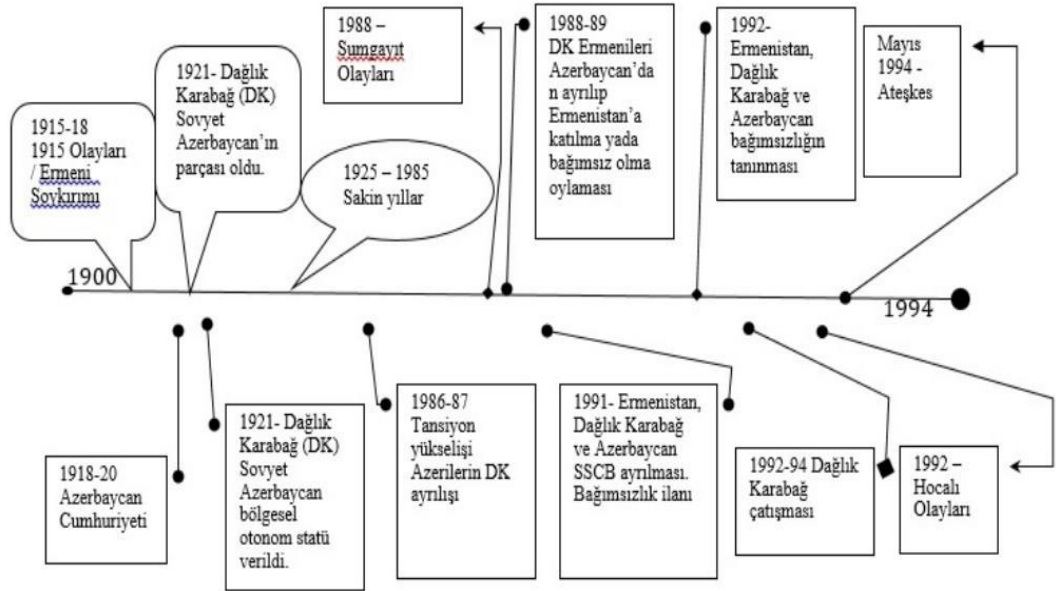 1915-18
1915 Olayları
/ Ermeni
Soykırımı
1921- Dağlık
Karabağ (DK)
Sovyet
Azerbaycan’ın
parçası oldu.
1925 – 1985
Sakin yıllar
1988 –
Sumgayıt
Olayları
1988-89
DK Ermenileri
Azerbaycan’da
n ayrılıp
Ermenistan’a
katılma yada
bağımsız olma
oylaması
1992-
Ermenistan,
Dağlık
Karabağ ve
Azerbaycan
bağımsızlığın
tanınması
Mayıs
1994 -
Ateşkes
1900
1994
1918-20
Azerbaycan
Cumhuriyeti
1921- Dağlık
Karabağ (DK)
Sovyet
Azerbaycan
bölgesel
otonom statü
verildi.
1986-87
Tansiyon
yükselişi
Azerilerin DK
ayrılışı
1991- Ermenistan,
Dağlık Karabağ
ve Azerbaycan
SSCB ayrılması.
Bağımsızlık ilanı
1992-94 Dağlık
Karabağ
çatışması
1992 –
Hocalı
Olayları